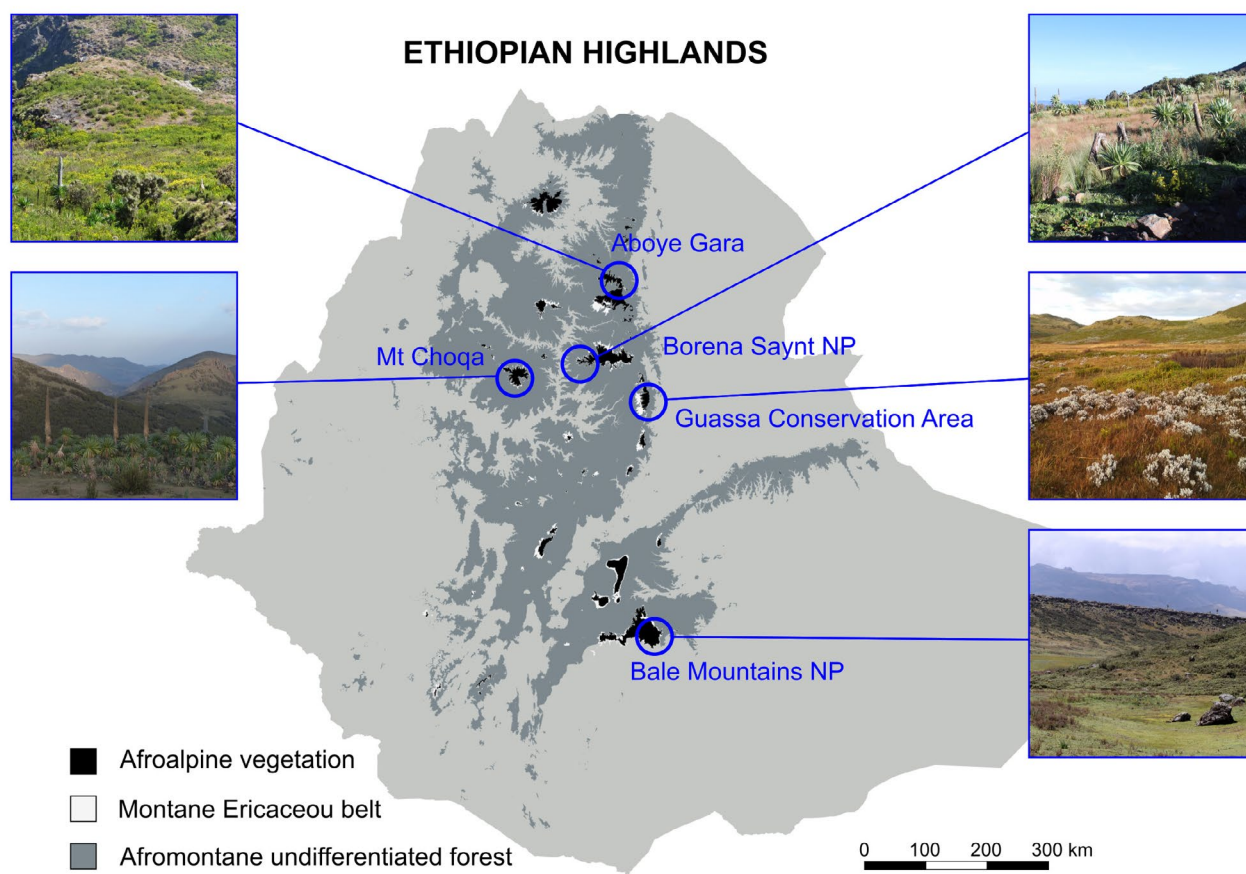 ETHIOPIAN HIGHLANDS
Aboye Gara
Mt Choqa
Borena Saynt NP
Guassa Conservation Area
Bale Mountains NP
Afroalpine vegetation
Montane Ericaceou belt
Afromontane undifferentiated forest
0 100 200 300 km